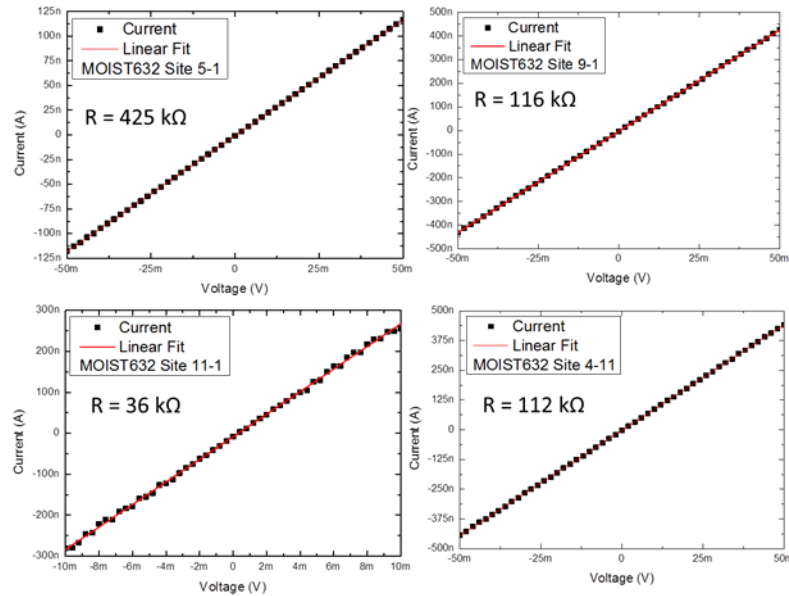 125n
100n
75n
50n
25n
0
-25n
-50n
-75n
-100n
125n
Current (A)
Current
Linear Fit
MOIST632 Site 5-1
R = 425 kΩ
-50m -25m 0 25m 50m
Voltage (V)
500n
400n
300n
200n
100n
0
-100n
-200n
-300n
-400n
-500n
Current (A)
Current
Linear Fit
MOIST632 Site 9-1
R = 116 kΩ
-50m -25m 0 25m 50m
Voltage (V)
300n
200n
100n
0
-100n
-200n
-300n
Current (A)
Current
Linear Fit
MOIST632 Site 11-1
R = 36 kΩ
-10m -8m -6m -4m -2m 0 2m 4m 6m 8m 10m
Voltage (V)
500n
375n
250n
125n
0
-125n
-250n
-375n
-500n
Current (A)
Current
Linear Fit
MOIST632 Site 4-11
R = 112 kΩ
-50m -25m 0 25m 50m
Voltage (V)